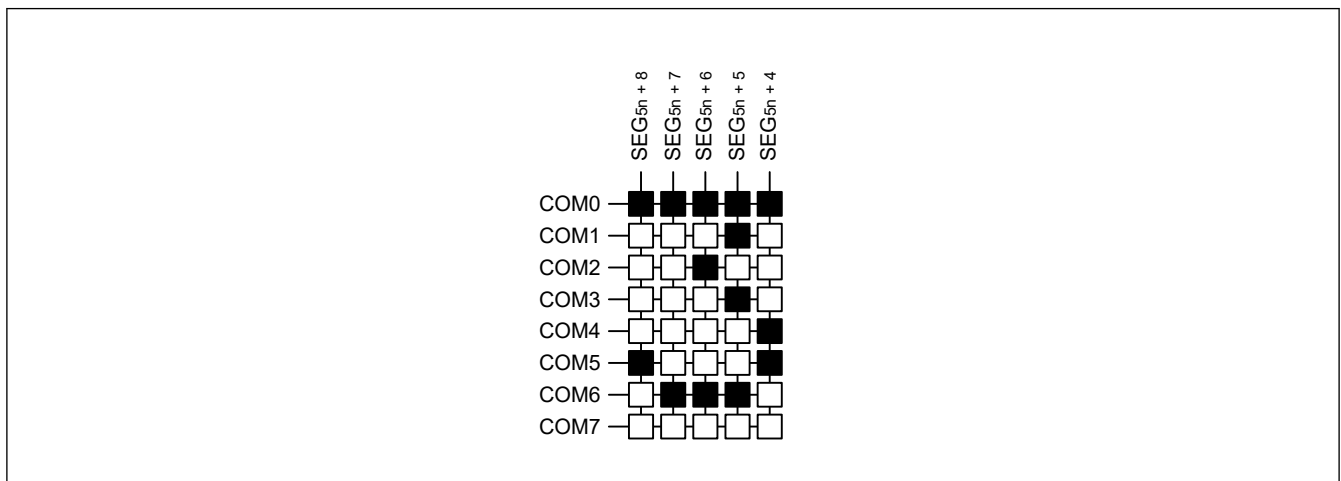 SEG5n + 8
SEG5n + 7
SEG5n + 6
SEG5n + 5
SEG5n + 4
COM0
COM1
COM2
COM3
COM4
COM5
COM6
COM7